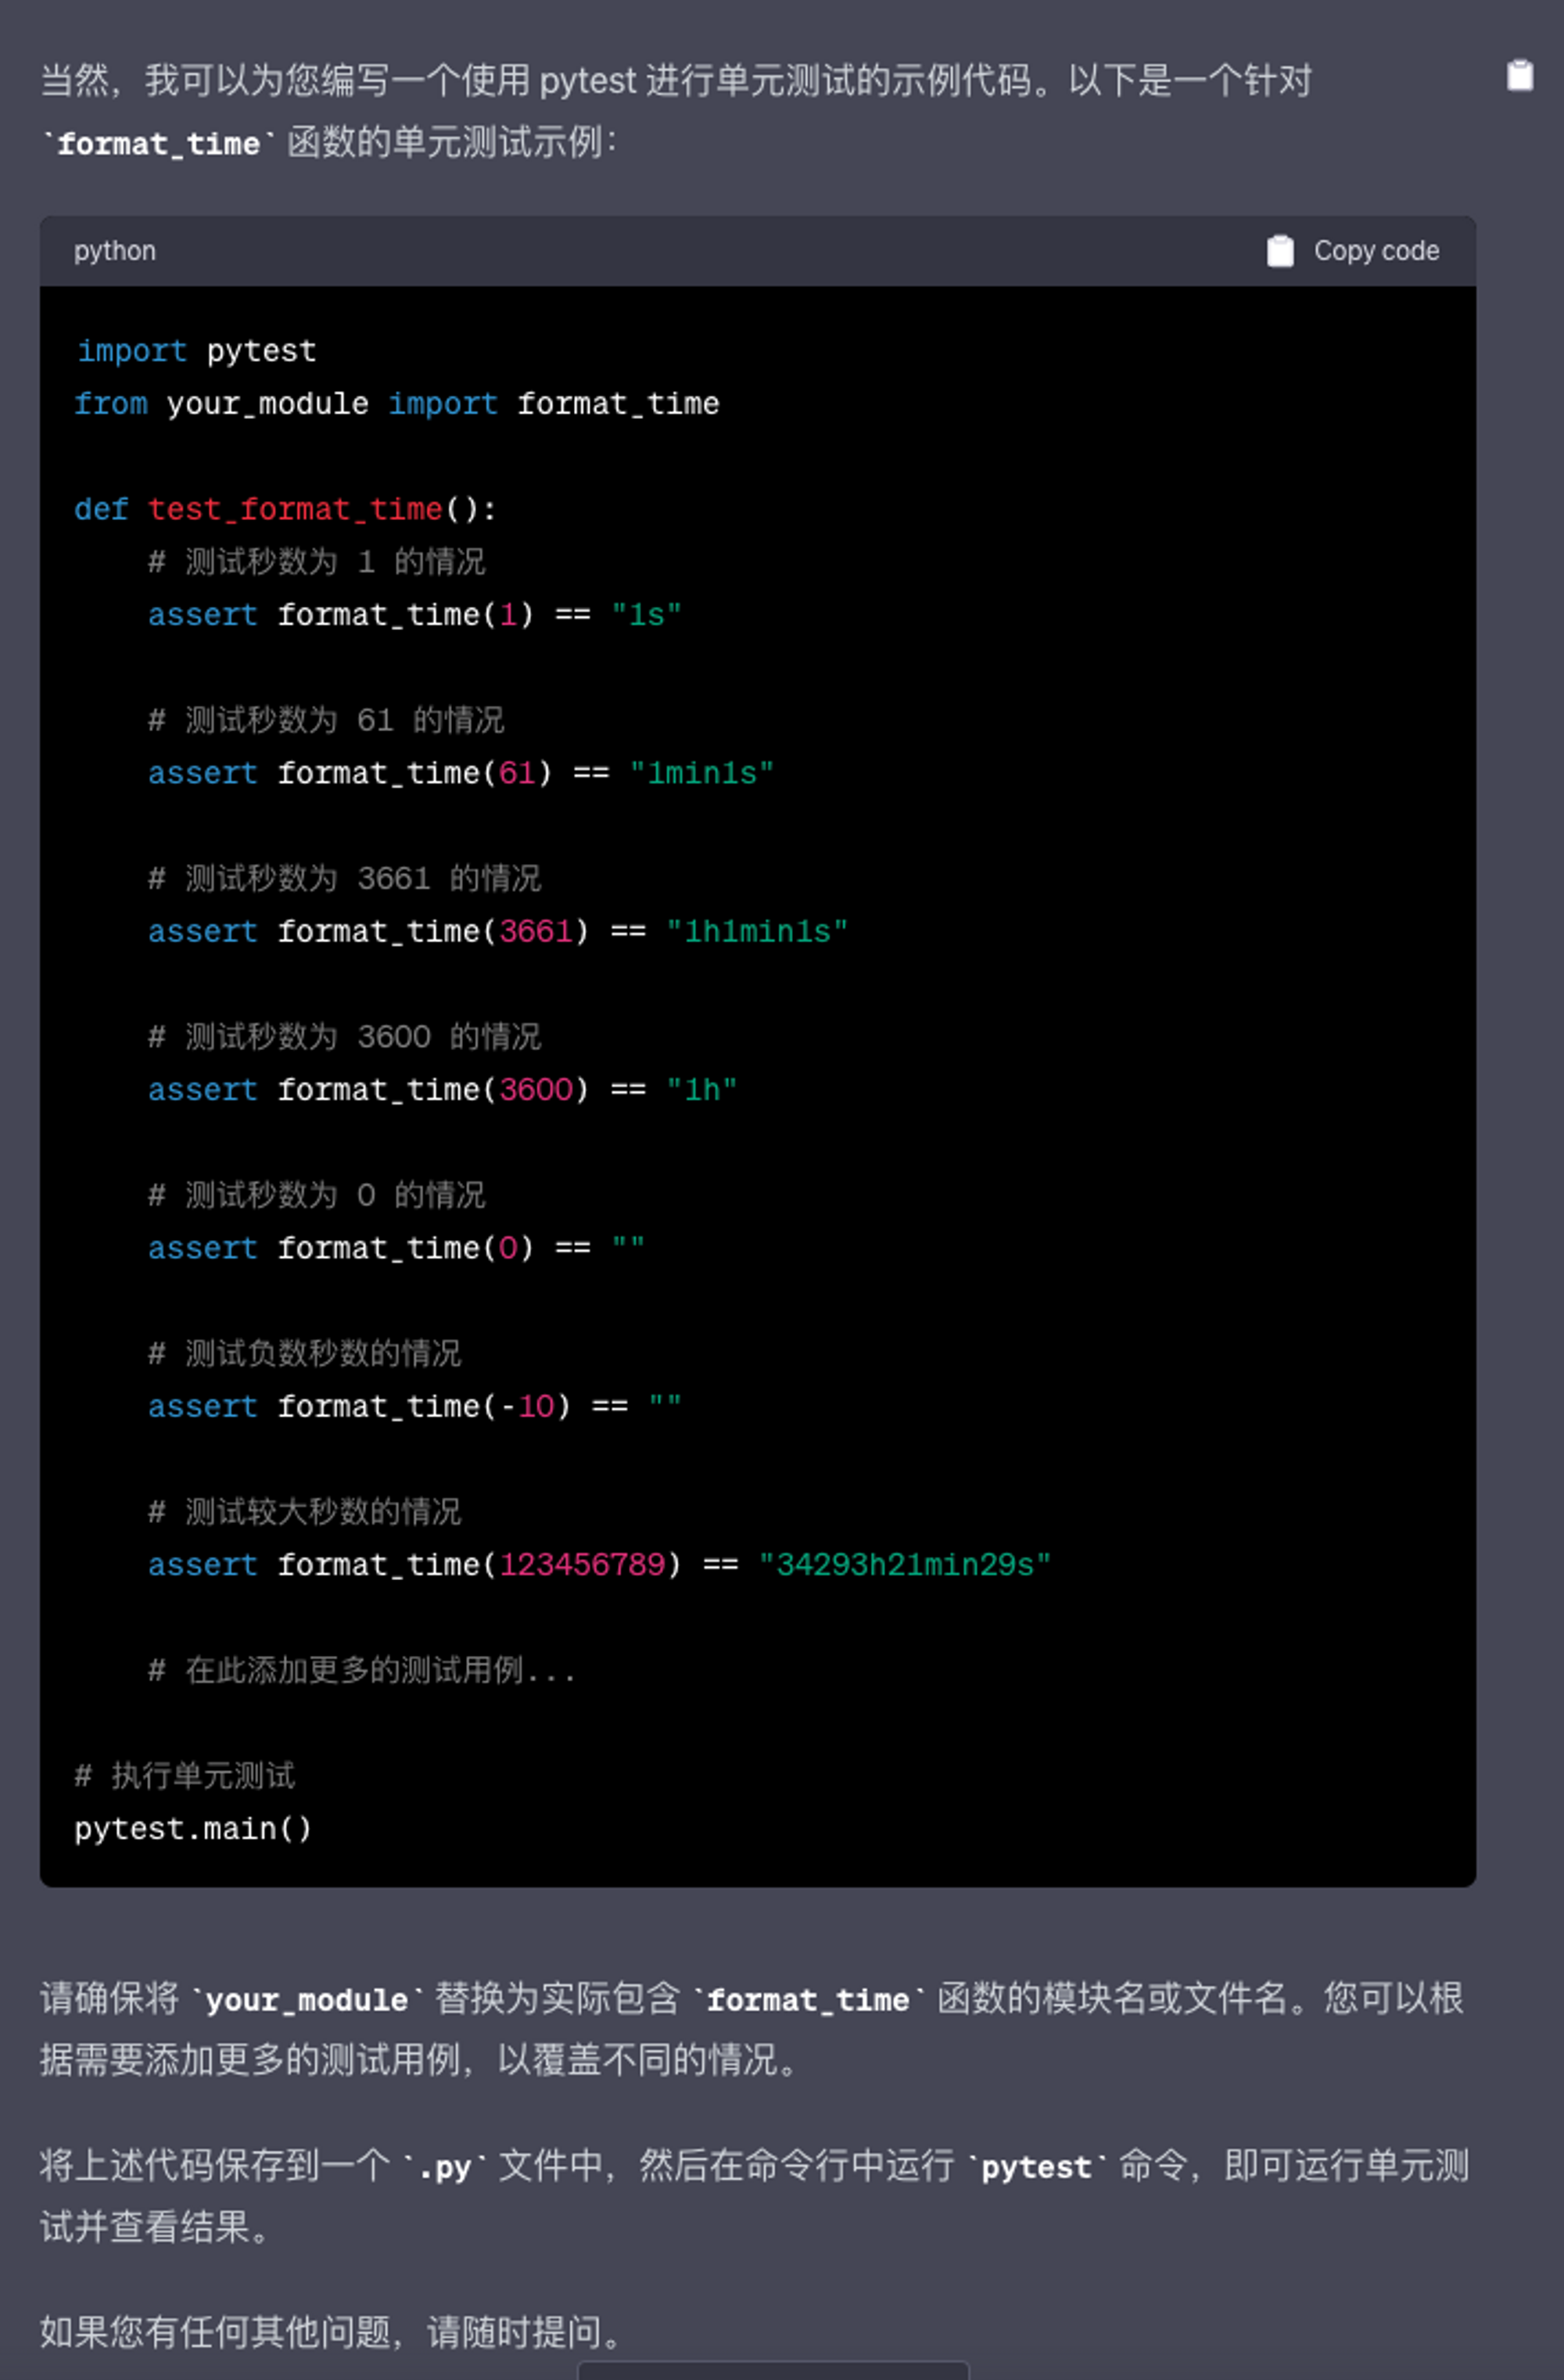 当然，我可以为您编写一个使用 pytest 进行单元测试的示例代码。以下是一个针对
`format_time` 函数的单元测试示例：
python
Copy code
import pytest
from your_module import format_time
def test_format_time():
    # 测试秒数为 1 的情况
    assert format_time(1) == "1s"
    # 测试秒数为 61 的情况
    assert format_time(61) == "1min1s"
    # 测试秒数为 3661 的情况
    assert format_time(3661) == "1h1min1s"
    # 测试秒数为 3600 的情况
    assert format_time(3600) == "1h"
    # 测试秒数为 0 的情况
    assert format_time(0) == ""
    # 测试负数秒数的情况
    assert format_time(-10) == ""
    # 测试较大秒数的情况
    assert format_time(123456789) == "34293h21min29s"
    # 在此添加更多的测试用例...
# 执行单元测试
pytest.main()
请确保将 `your_module` 替换为实际包含 `format_time` 函数的模块名或文件名。您可以根
据需要添加更多的测试用例，以覆盖不同的情况。
将上述代码保存到一个 `.py` 文件中，然后在命令行中运行 `pytest` 命令，即可运行单元测
试并查看结果。
如果您有任何其他问题，请随时提问。